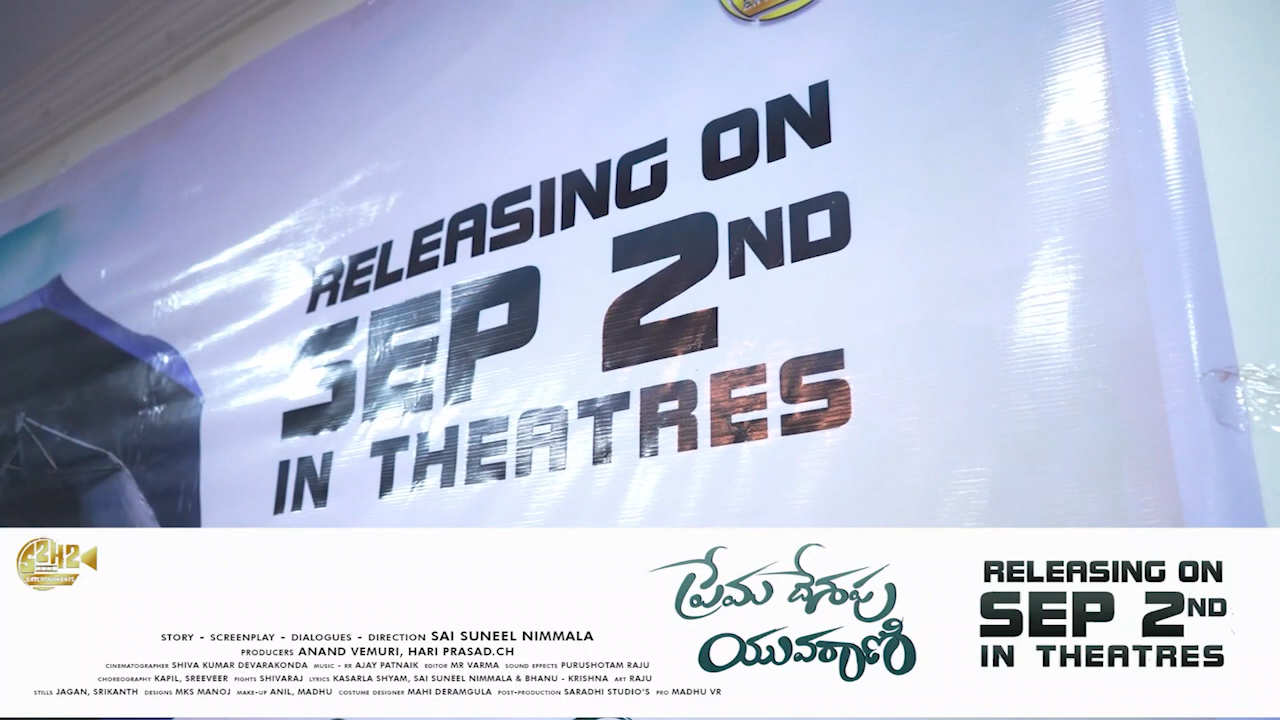 RELEASING ON
SEP 2ND
IN THEATRES
S2H2
ENTERTAINMENTS
STORY - SCREENPLAY - DIALOGUES - DIRECTION SAI SUNEEL NIMMALA
PRODUCERS ANAND VEMURI, HARI PRASAD.CH
CINEMATOGRAPHER SHIVA KUMAR DEVARAKONDA MUSIC - RR AJAY PATNAIK EDITOR MR VARMA SOUND EFFECTS PURUSHOTAM RAJU
CHOREOGRAPHY KAPIL, SREEVEER FIGHTS SHIVARAJ LYRICS KASARLA SHYAM, SAI SUNEEL NIMMALA & BHANU - KRISHNA ART RAJU
STILLS JAGAN, SRIKANTH DESIGNS MKS MANOJ MAKE-UP ANIL, MADHU COSTUME DESIGNER MAHI DERAMGULA POST-PRODUCTION SARADHI STUDIO'S PRO MADHU VR
ప్రేమ దేశపు
యువరాణి
RELEASING ON
SEP 2ND
IN THEATRES